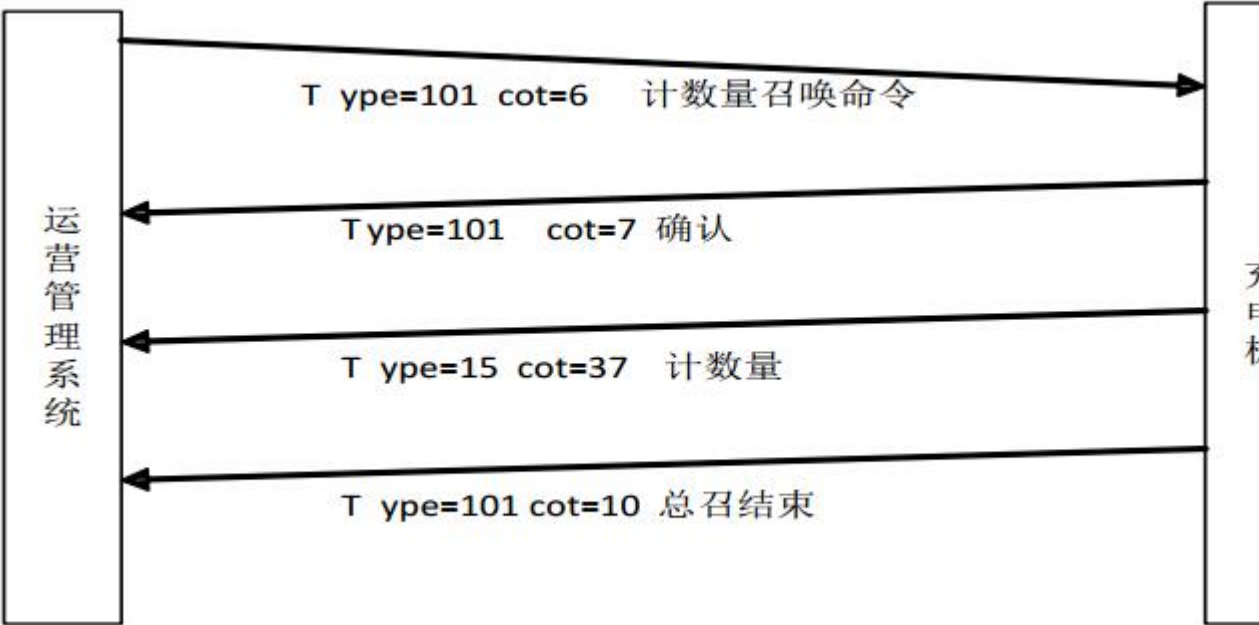 T ype=101 cot=6 计数量召唤命令
Type=101 cot=7 确认
运营管理系统
T ype=15 cot=37 计数量
T ype=101 cot=10 总召结束